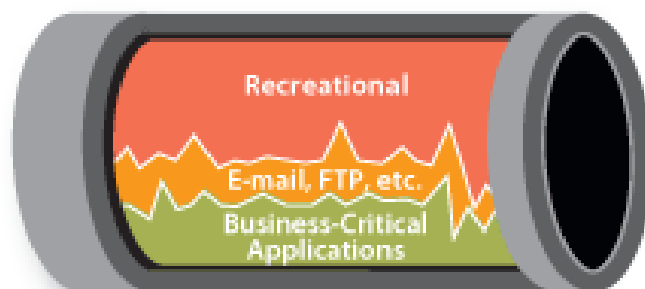 Recreational
E-mail, FTP, etc.
Business-Critical
Applications